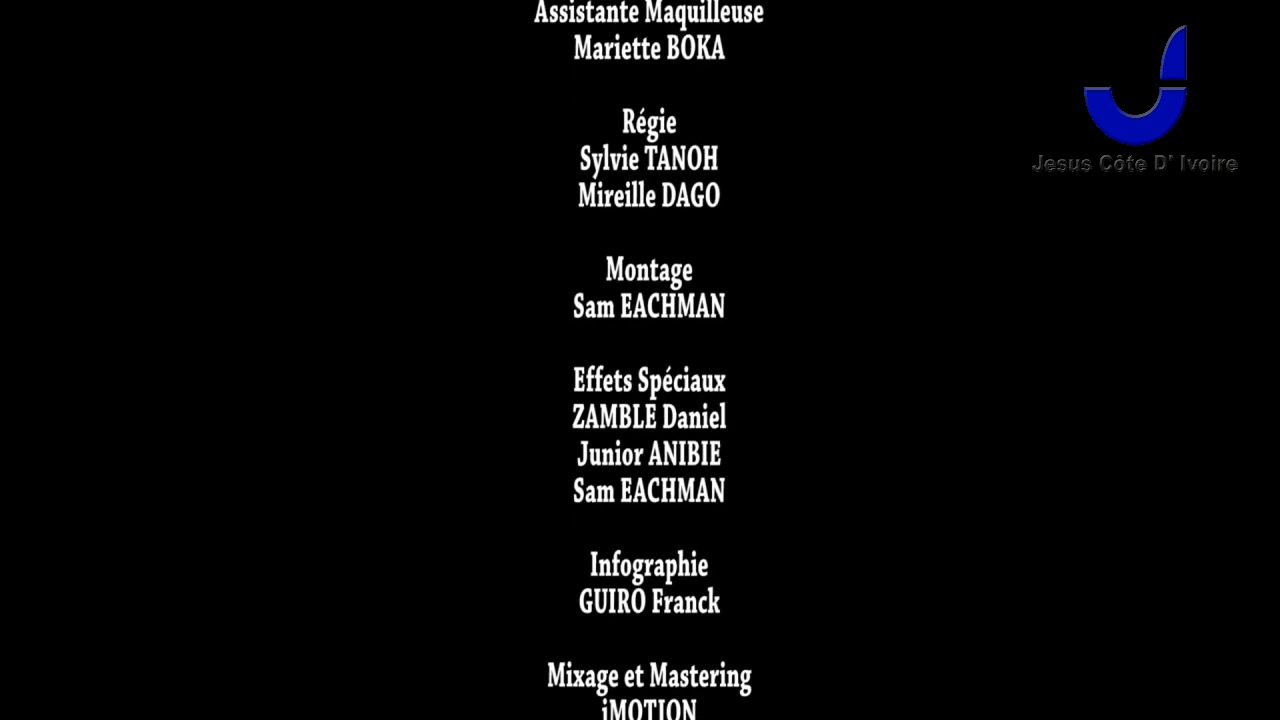 Assistante Maquilleuse
Mariette BOKA
Régie
Sylvie TANOH
Mireille DAGO
Montage
Sam EACHMAN
Effets Spéciaux
ZAMBLE Daniel
Junior ANIBIE
Sam EACHMAN
Infographie
GUIRO Franck
Mixage et Mastering
iMOTION
Jesus Côte D' Ivoire